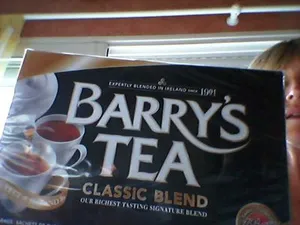 EXPERTLY BLENDED IN IRELAND SINCE 1901
BARRY'S
TEA
CLASSIC BLEND
OUR RICHEST TASTING SIGNATURE BLEND